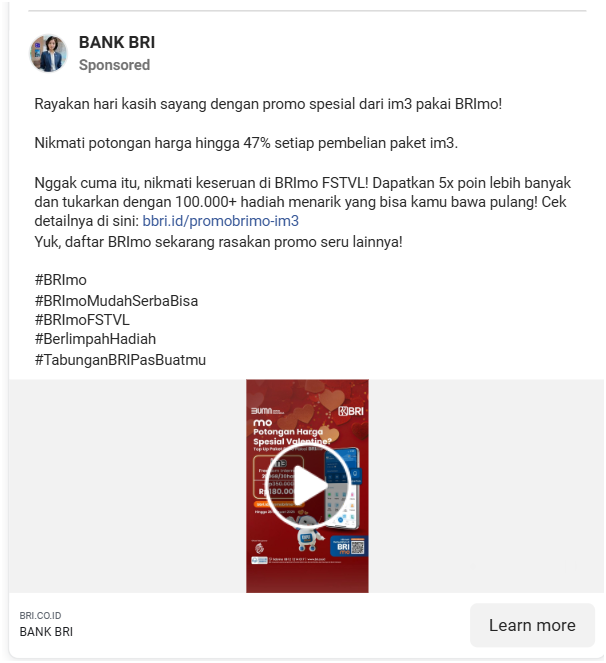 BANK BRI
Sponsored
Rayakan hari kasih sayang dengan promo spesial dari im3 pakai BRImo!
Nikmati potongan harga hingga 47% setiap pembelian paket im3.
Nggak cuma itu, nikmati keseruan di BRImo FSTVL! Dapatkan 5x poin lebih banyak
dan tukarkan dengan 100.000+ hadiah menarik yang bisa kamu bawa pulang! Cek
detailnya di sini: bbri.id/promobrimo-im3
Yuk, daftar BRImo sekarang rasakan promo seru lainnya!
#BRImo
#BRImoMudahSerbaBisa
#BRImoFSTVL
#BerlimpahHadiah
#TabunganBRIPasBuatmu
BUMN
BRI
mo
Potongan Harga
Spesial Valentine?
Top Up Paket
BRI
mo
BRI.CO.ID
BANK BRI
Learn more